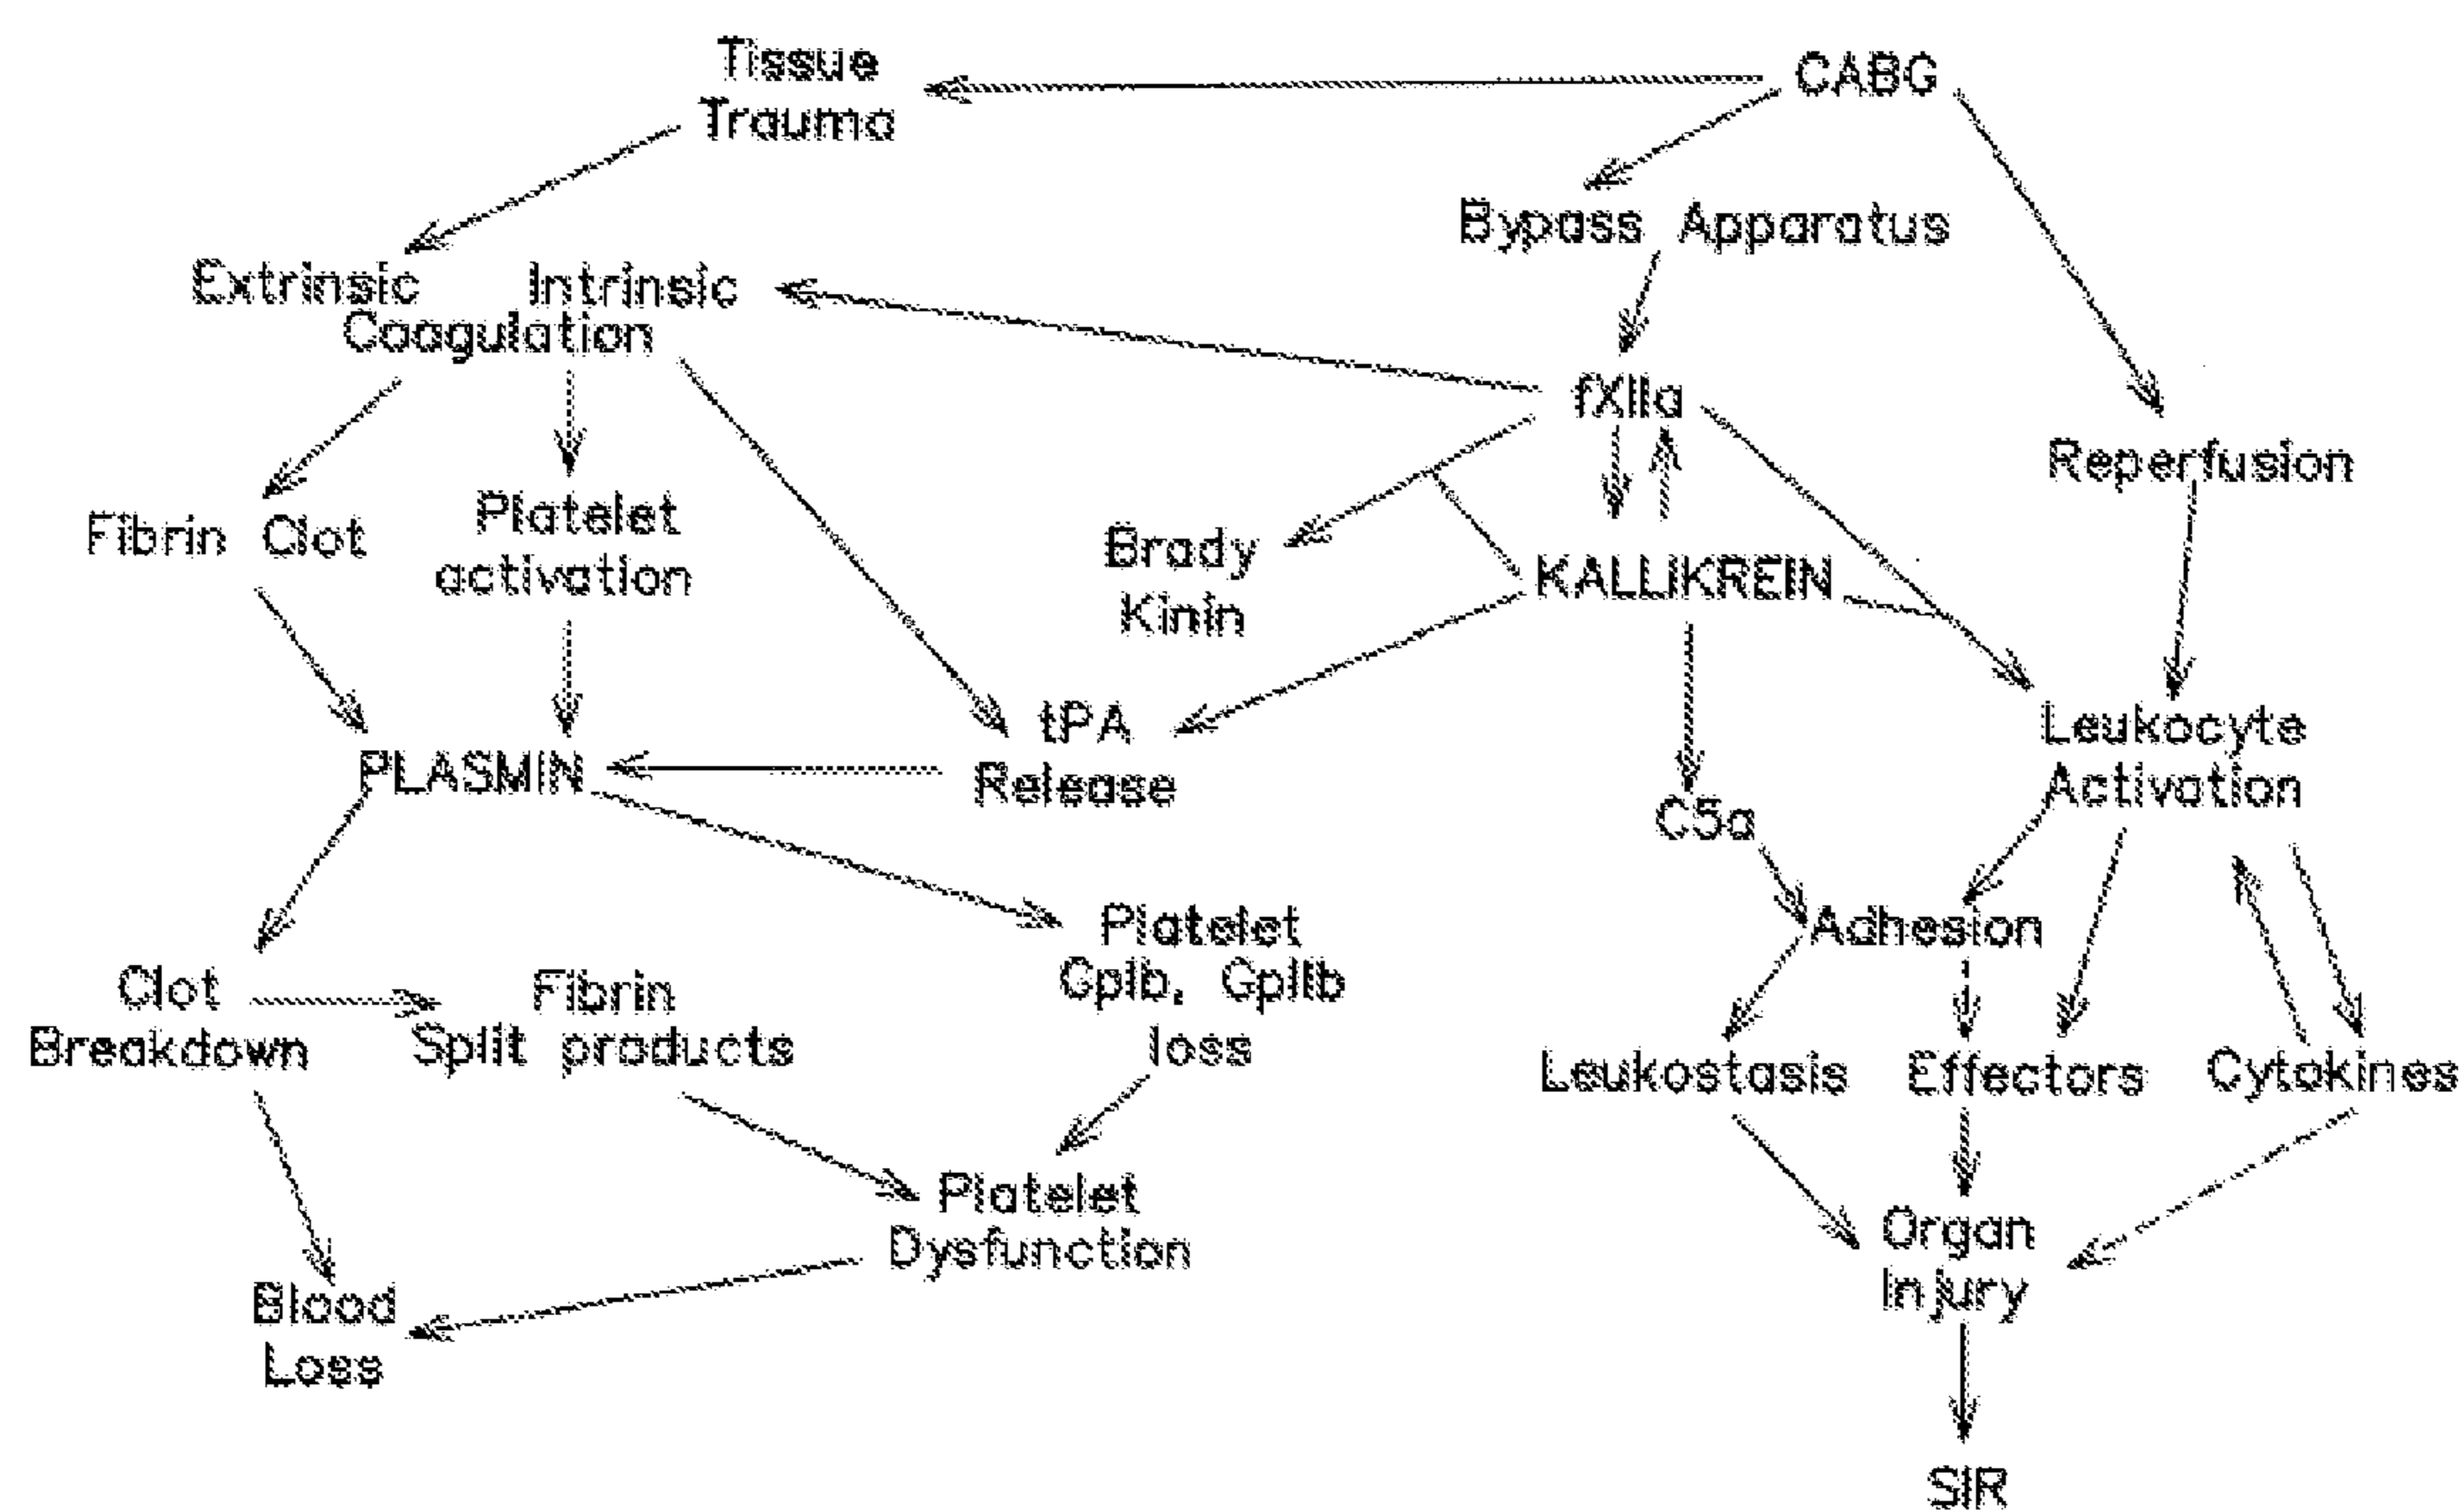 Tissue
Trauma
CABG
Bypass Apparatus
Extrinsic Intrinsic
Coagulation
fXIIa
Reperfusion
Fibrin Clot
Platelet
activation
Brady
Kinin
KALLIKREIN
PLASMIN
tPA
Release
Leukocyte
Activation
C5a
Platelet
GpIb, GpIIb
loss
Adhesion
Clot
Breakdown
Fibrin
Split products
Leukostasis
Effectors
Cytokines
Platelet
Dysfunction
Organ
Injury
Blood
Loss
SIR